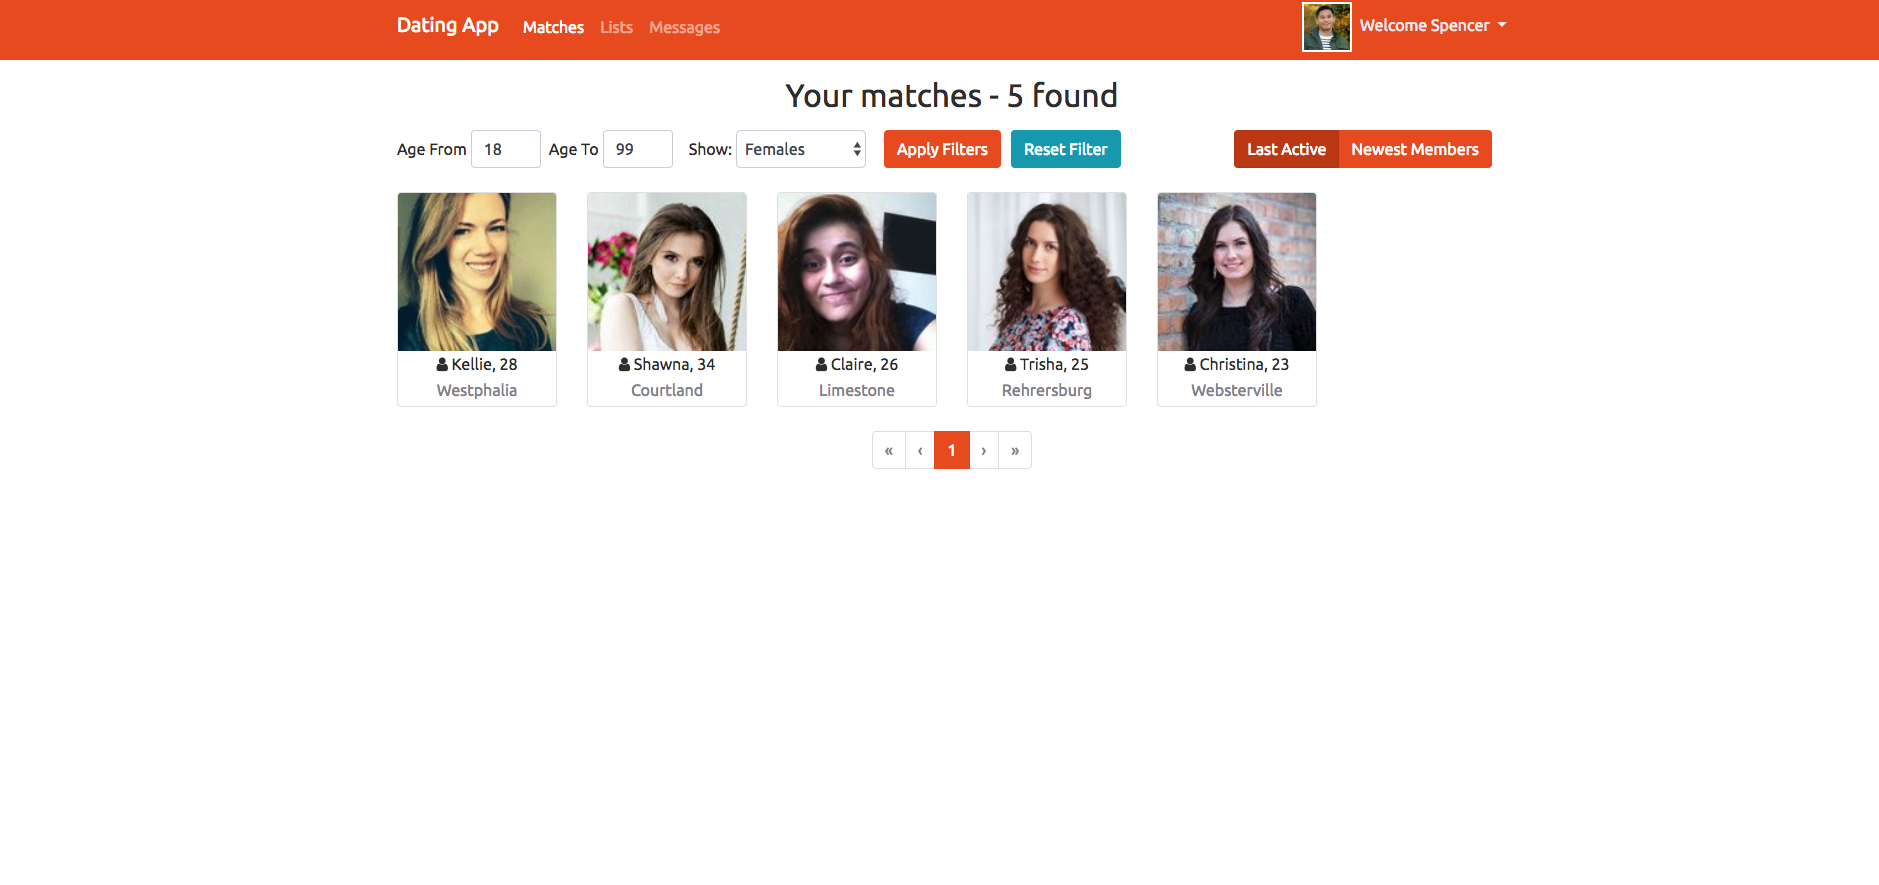 Dating App Matches Lists Messages Welcome Spencer
Your matches - 5 found
Age From 18 Age To 99 Show: Females Apply Filters Reset Filter Last Active Newest Members
Kellie, 28
Westphalia
Shawna, 34
Courtland
Claire, 26
Limestone
Trisha, 25
Rehrersburg
Christina, 23
Websterville
« ‹ 1 › »